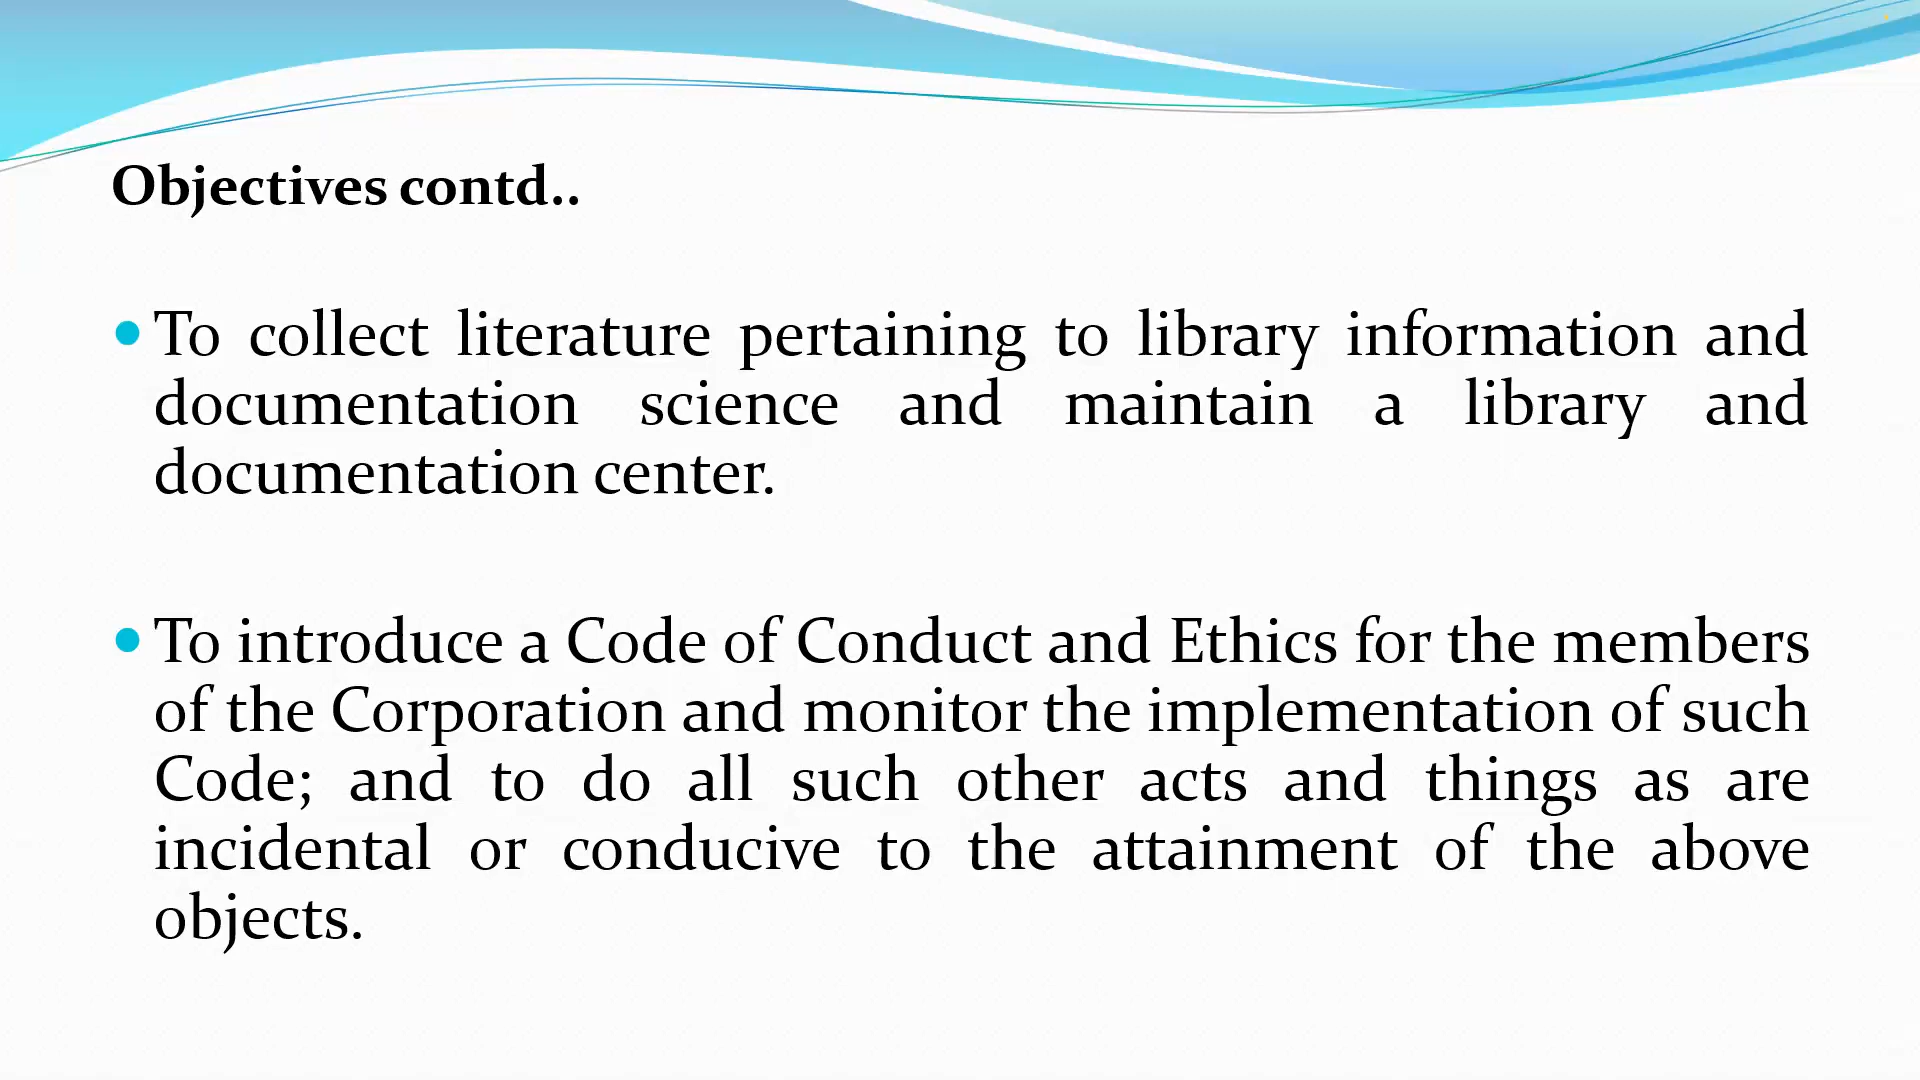 Objectives contd..
• To collect literature pertaining to library information and
documentation science and maintain a library and
documentation center.
• To introduce a Code of Conduct and Ethics for the members
of the Corporation and monitor the implementation of such
Code; and to do all such other acts and things as are
incidental or conducive to the attainment of the above
objects.